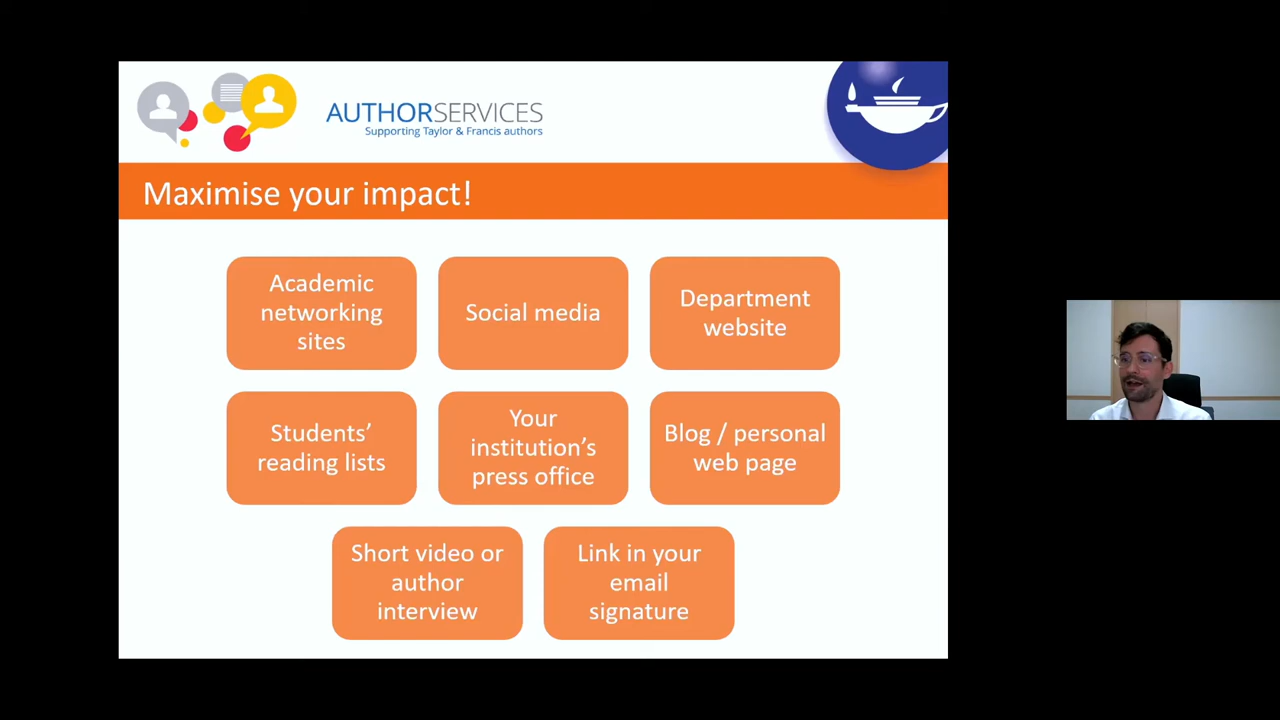 AUTHORSERVICES
Supporting Taylor & Francis authors
Maximise your impact!
Academic
networking
sites
Social media
Department
website
Students’
reading lists
Your
institution’s
press office
Blog / personal
web page
Short video or
author
interview
Link in your
email
signature